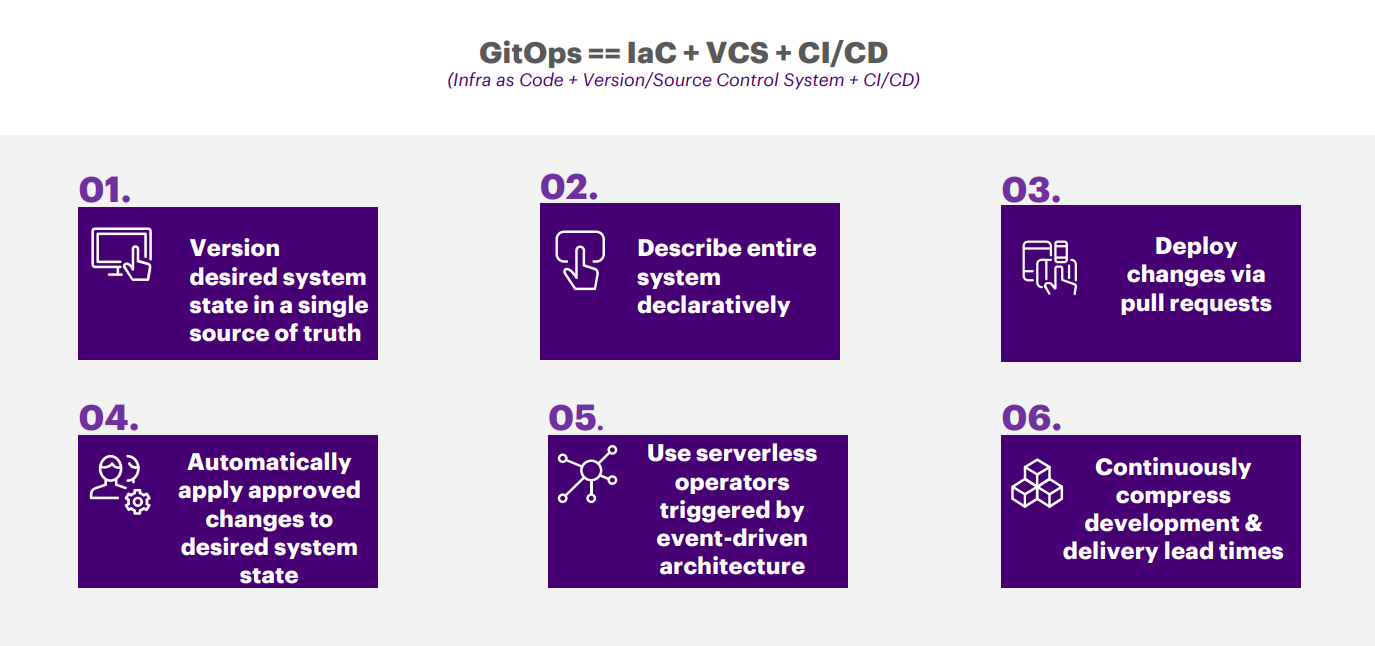 GitOps == IaC + VCS + CI/CD
(Infra as Code + Version/Source Control System + CI/CD)
01.
Version
desired system
state in a single
source of truth
02.
Describe entire
system
declaratively
03.
Deploy
changes via
pull requests
04.
Automatically
apply approved
changes to
desired system
state
05.
Use serverless
operators
triggered by
event-driven
architecture
06.
Continuously
compress
development &
delivery lead times